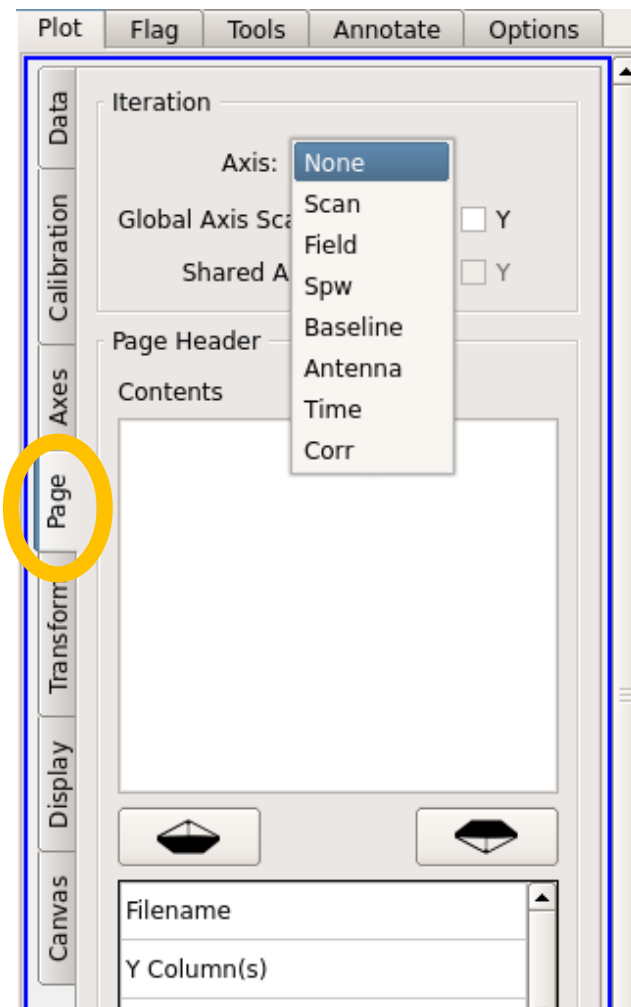 Plot Flag Tools Annotate Options
Data
Calibration
Axes
Page
Transform
Display
Canvas
Iteration
Axis: None
Scan
Global Axis Sca Y
Field
Shared A Y
Spw
Baseline
Page Header
Antenna
Contents
Time
Corr
Filename
Y Column(s)